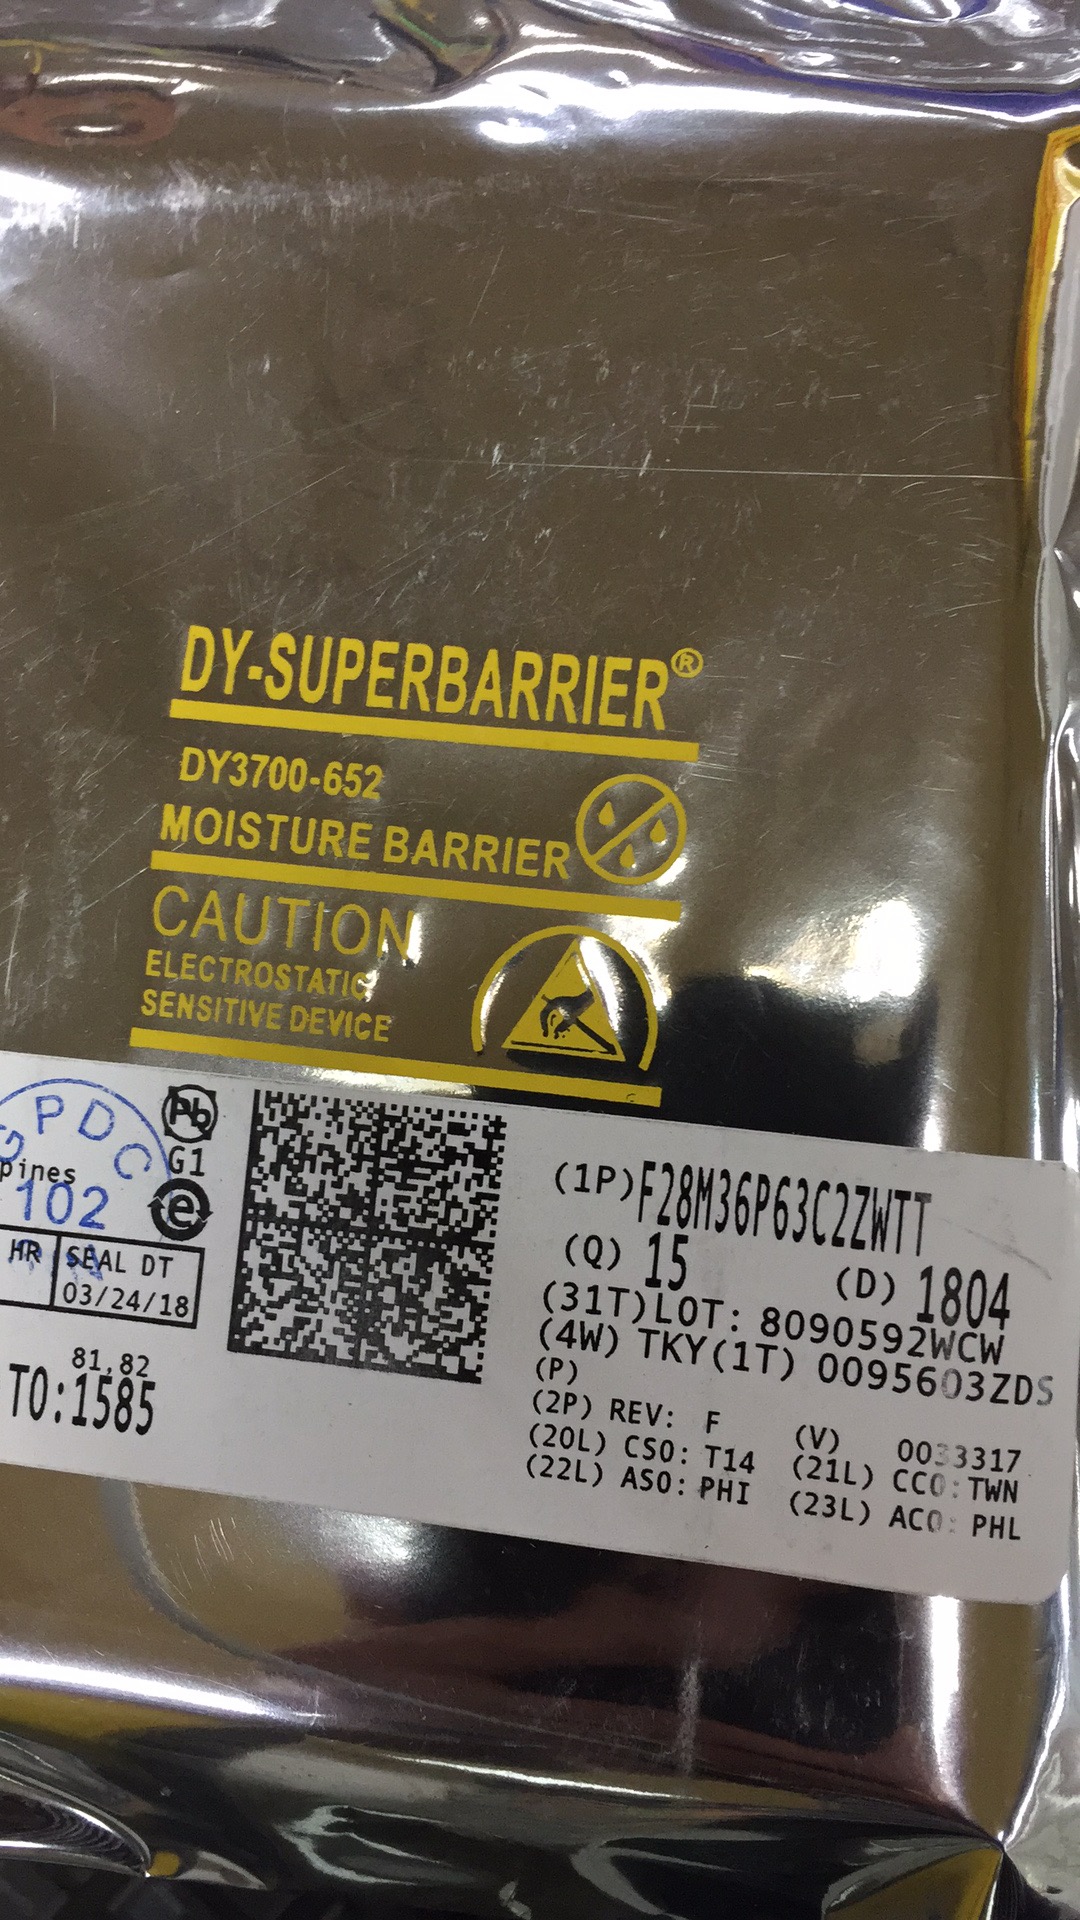 DY-SUPERBARRIER®
DY3700-652
MOISTURE BARRIER
CAUTION
ELECTROSTATIC
SENSITIVE DEVICE
GPDC
pines
102
Pb
G1
e
HR
SEAL DT
03/24/18
81,82
TO:1585
(1P)F28M36P63C2ZWTT
(Q) 15 (D) 1804
(31T)LOT: 8090592WCW
(4W) TKY(1T) 0095603ZDS
(P)
(2P) REV: F (V) 0033317
(20L) CSO: T14 (21L) CCO:TWN
(22L) ASO: PHI (23L) ACO: PHL